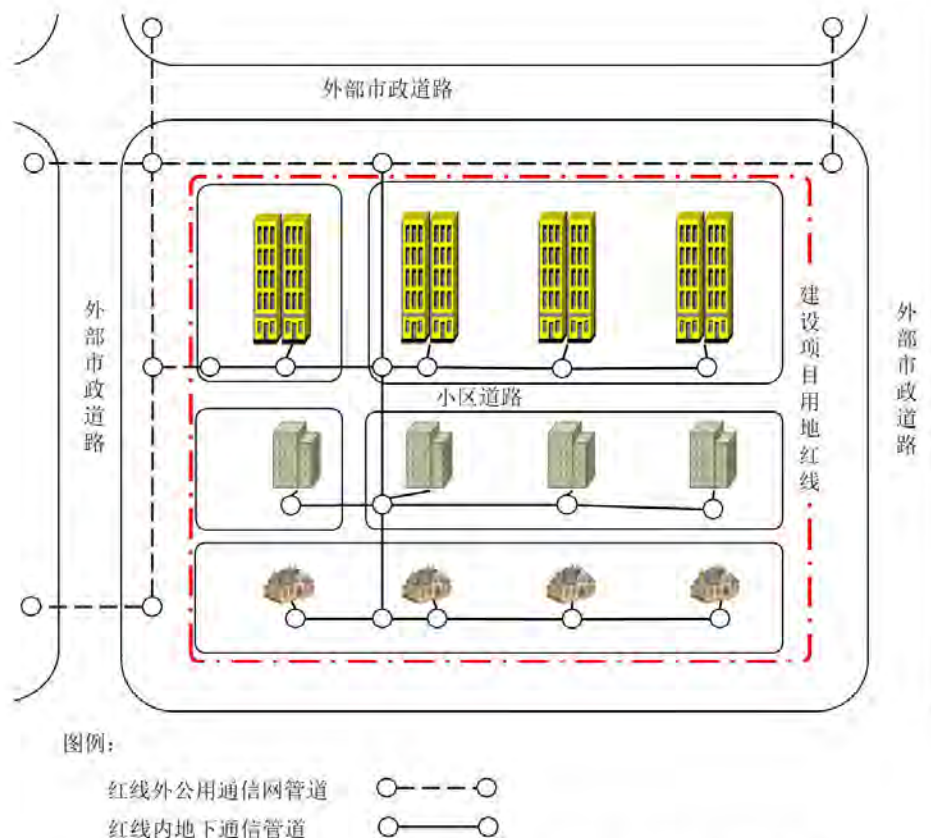 外部市政道路
外部市政道路
建设项目用地红线
外部市政道路
小区道路
图例：
红线外公用通信网管道
红线内地下通信管道